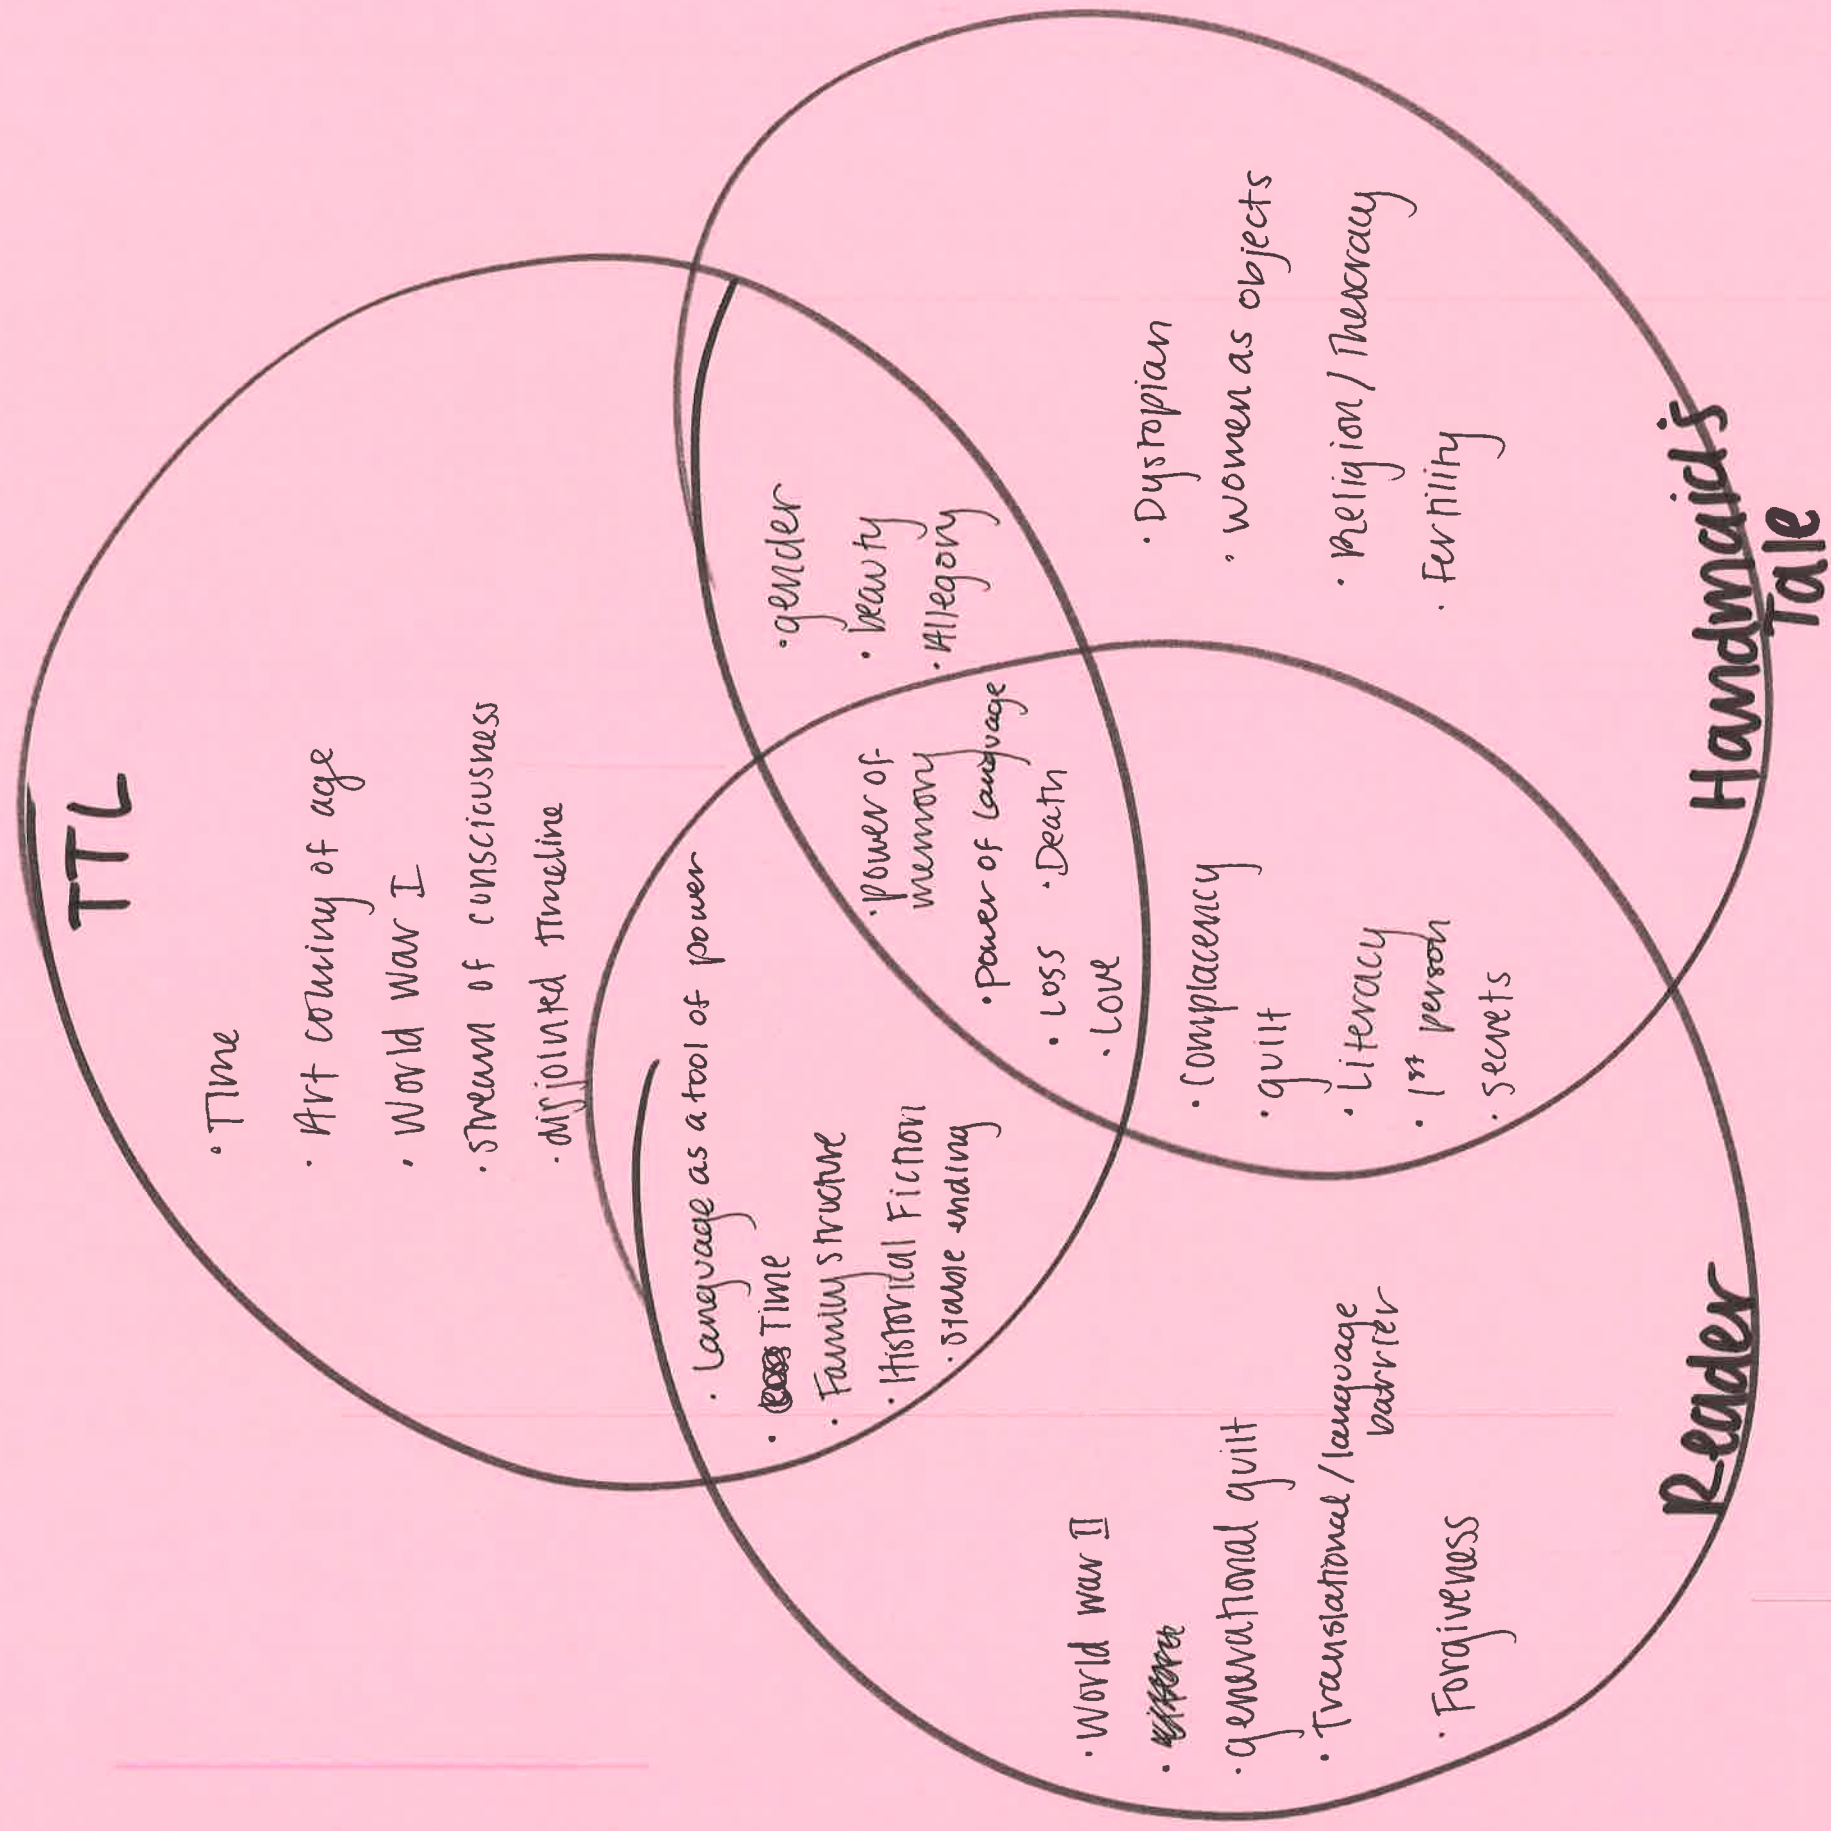 TTL
· Time
· Art coming of age
· World War I
· stream of consciousness
· disjointed timeline
· Language as a tool of power
· Time
· Family structure
· Historical Fiction
· stable ending
· power of
memory
· Power of Language
· Loss · Death
· Love
· gender
· beauty
· Allegory
· World war II
·
· generational guilt
· Translational / language
barrier
· Forgiveness
Reader
· Complacency
· guilt
· Literacy
· 1st person
· secrets
· Dystopian
· women as objects
· Religion / Theocracy
· Fertility
Handmaid's
Tale